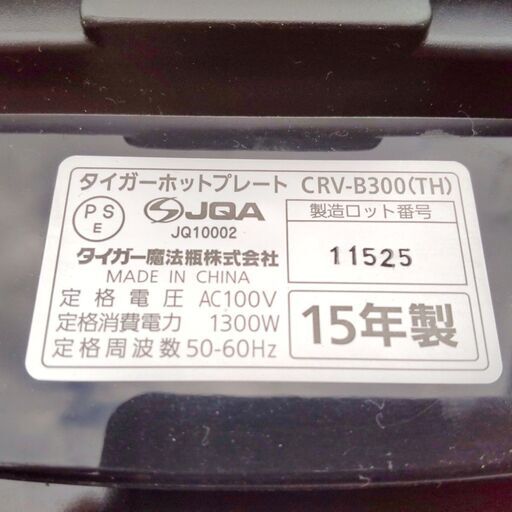 タイガーホットプレート CRV-B300(TH)
PS
E
JQA
JQ10002
製造ロット番号
11525
タイガー魔法瓶株式会社
MADE IN CHINA
定格電圧 AC100V
定格消費電力 1300W
定格周波数 50-60Hz
15年製